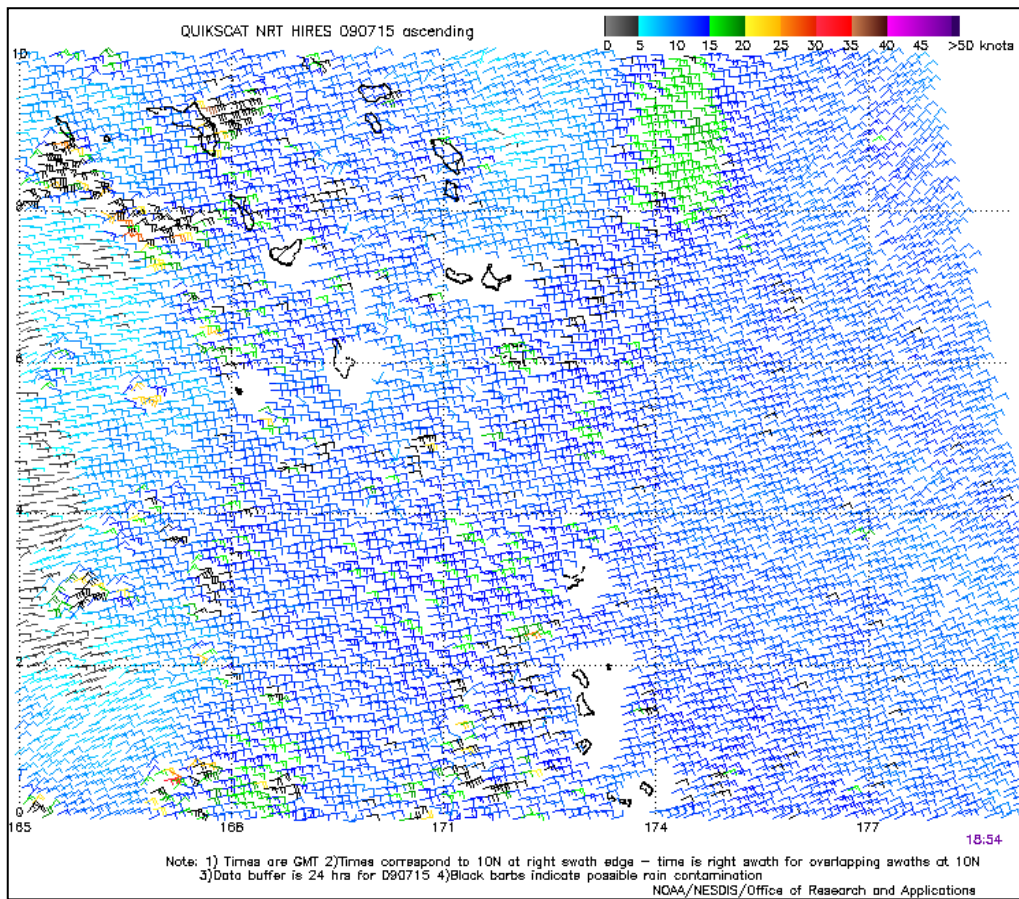 QUIKSCAT NRT HIRES 090715 ascending
0 5 10 15 20 25 30 35 40 45 >50 knots
10
8
6
4
2
0
165 168 171 174 177
18:54
Note: 1) Times are GMT 2)Times correspond to 10N at right swath edge – time is right swath for overlapping swaths at 10N
3)Data buffer is 24 hrs for 090715 4)Black barbs indicate possible rain contamination
NOAA/NESDIS/Office of Research and Applications